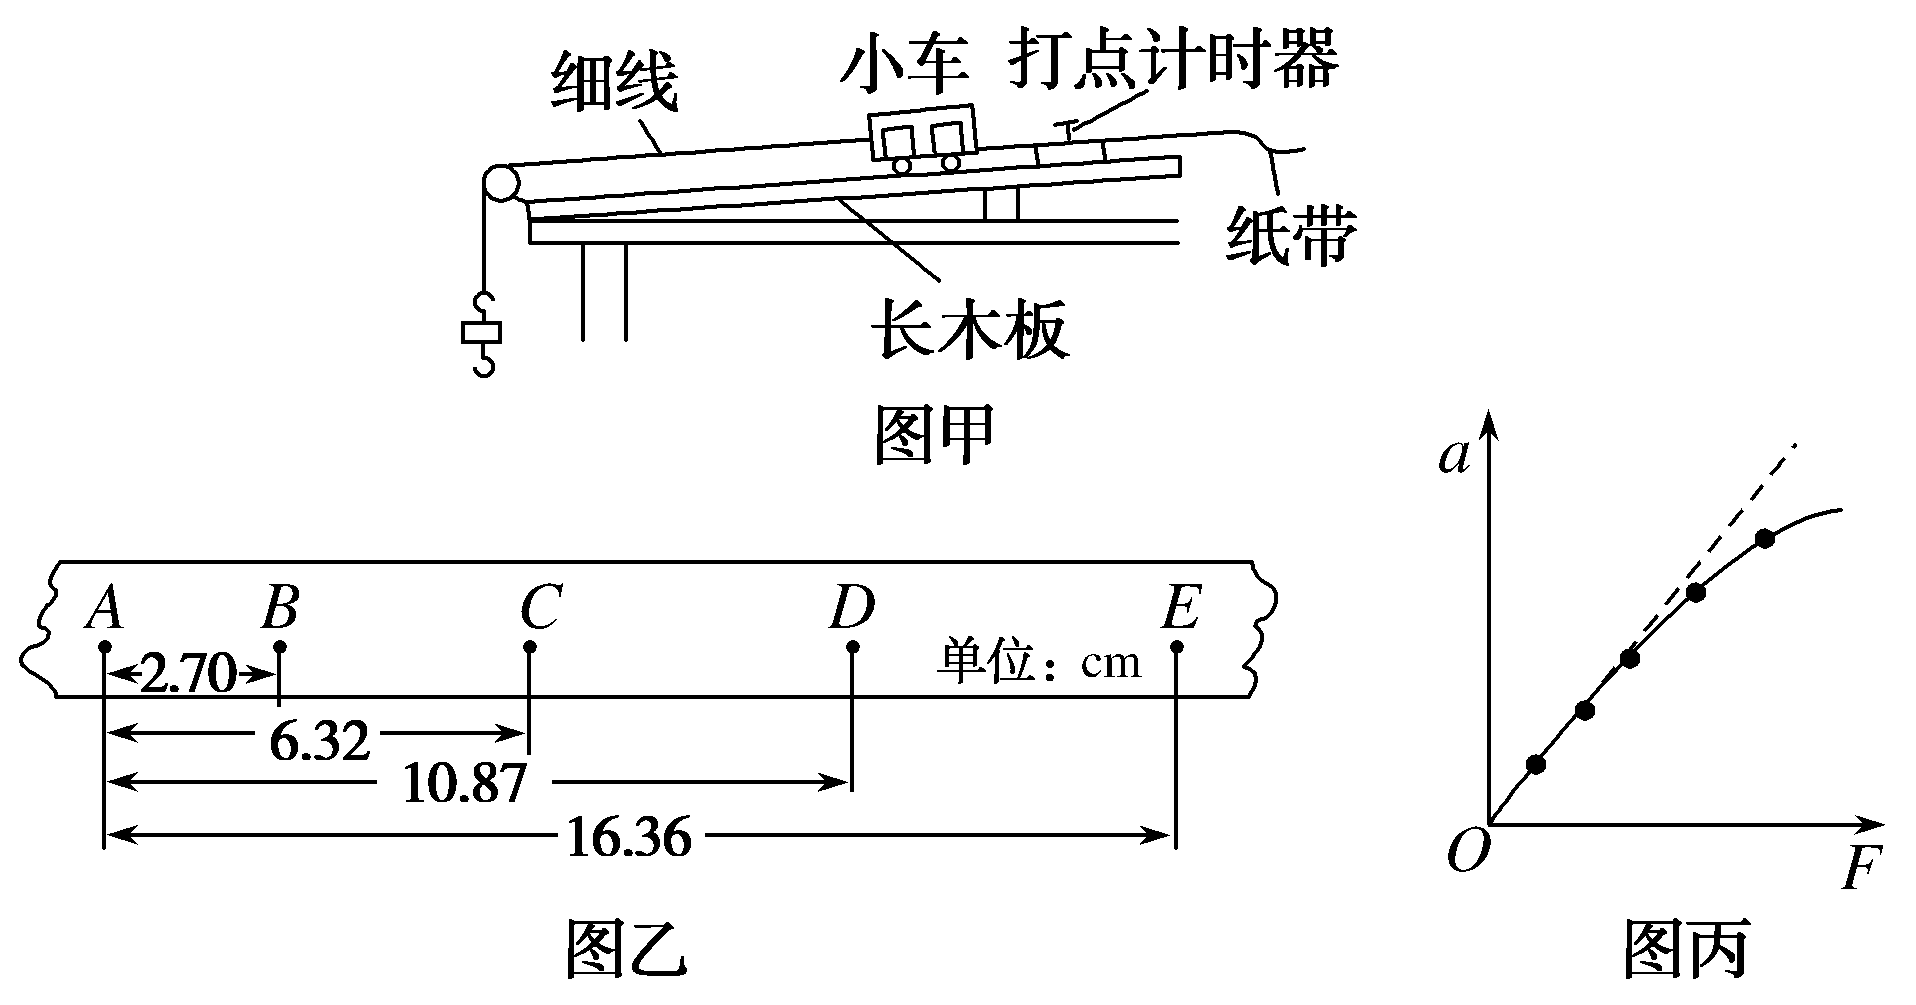 细线
小车
打点计时器
纸带
长木板
图甲
A B C D E
2.70
单位：cm
6.32
10.87
16.36
图乙
a
O
F
图丙